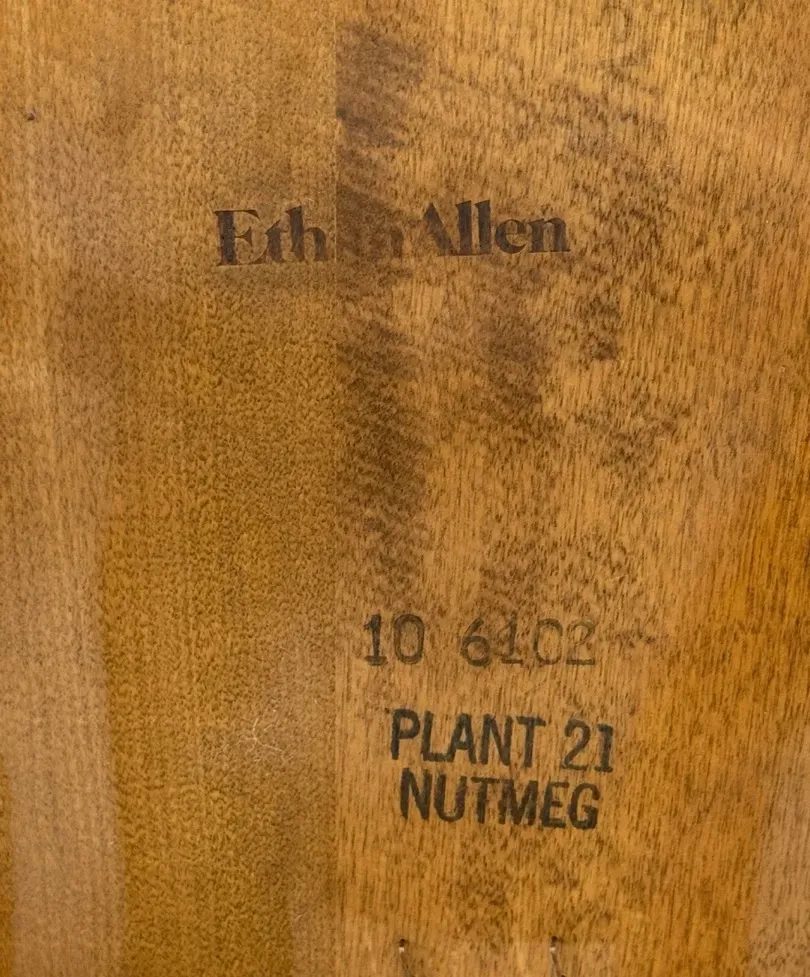 Ethan Allen
10 6102
PLANT 21
NUTMEG